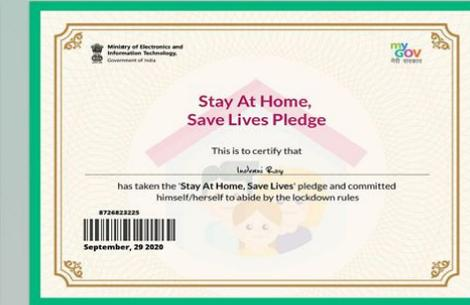 Ministry of Electronics and
Information Technology,
Government of India
my
GOV
मेरी सरकार
Stay At Home,
Save Lives Pledge
This is to certify that
Indrani Roy
has taken the 'Stay At Home, Save Lives' pledge and committed
himself/herself to abide by the lockdown rules
8726823225
September, 29 2020